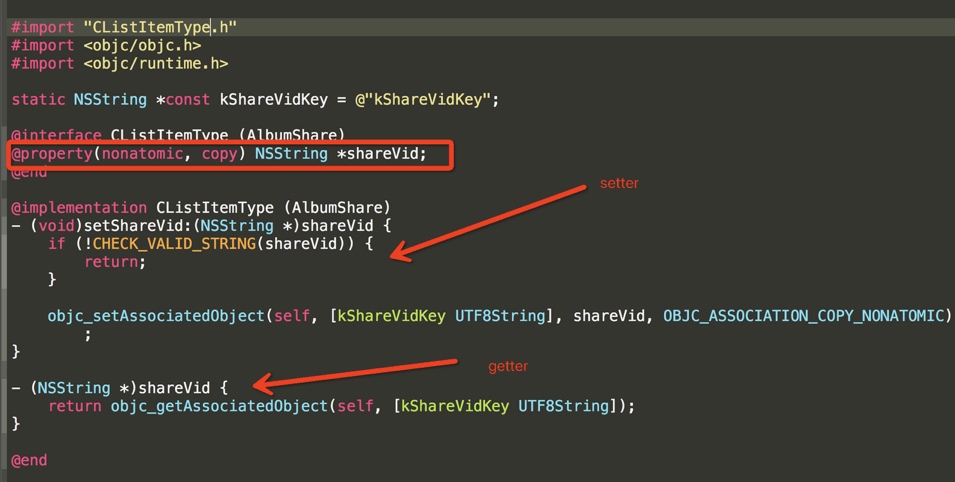 #import "CListItemType.h"
#import <objc/objc.h>
#import <objc/runtime.h>
static NSString *const kShareVidKey = @"kShareVidKey";
@interface CListItemType (AlbumShare)
@property(nonatomic, copy) NSString *shareVid;
@end
setter
@implementation CListItemType (AlbumShare)
- (void)setShareVid:(NSString *)shareVid {
if (!CHECK_VALID_STRING(shareVid)) {
return;
}
objc_setAssociatedObject(self, [kShareVidKey UTF8String], shareVid, OBJC_ASSOCIATION_COPY_NONATOMIC)
;
}
getter
- (NSString *)shareVid {
return objc_getAssociatedObject(self, [kShareVidKey UTF8String]);
}
@end